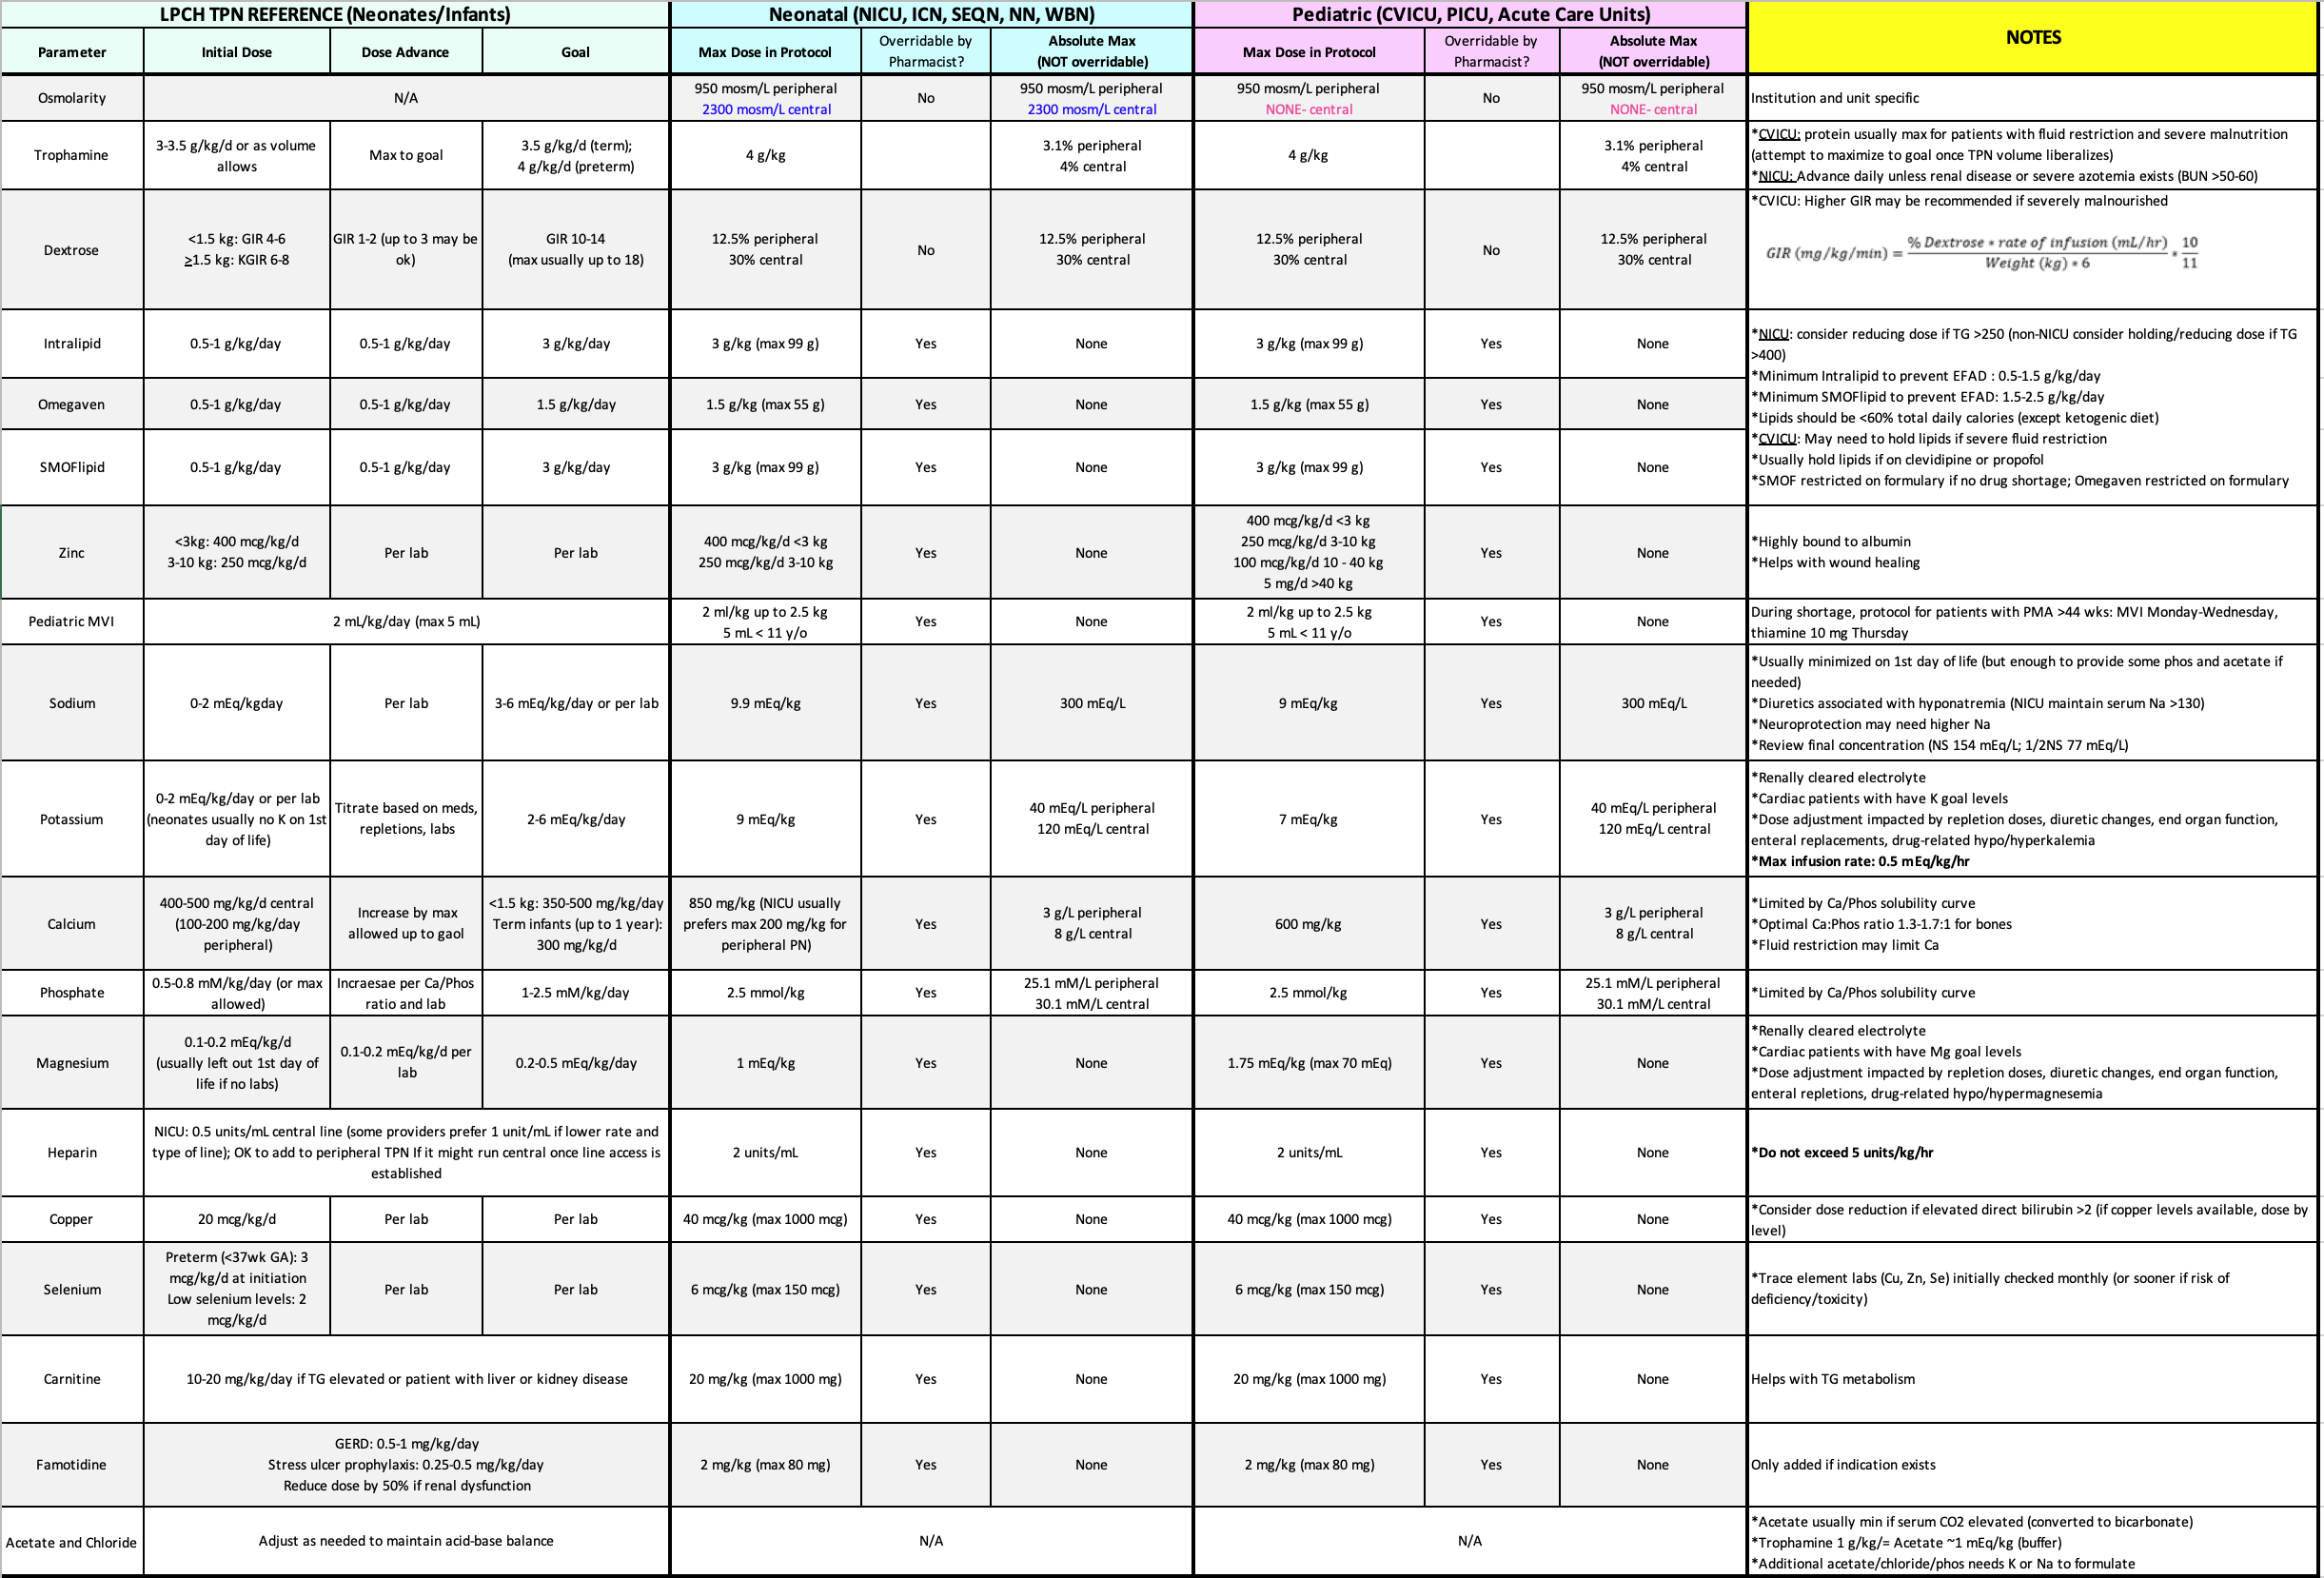 LPCH TPN REFERENCE (Neonates/Infants)
Neonatal (NICU, ICN, SEQN, NN, WBN)
Pediatric (CVICU, PICU, Acute Care Units)
NOTES
Parameter
Initial Dose
Dose Advance
Goal
Max Dose in Protocol
Overridable by
Pharmacist?
Absolute Max
(NOT overridable)
Max Dose in Protocol
Overridable by
Pharmacist?
Absolute Max
(NOT overridable)
Osmolarity
N/A
950 mosm/L peripheral
2300 mosm/L central
No
950 mosm/L peripheral
2300 mosm/L central
950 mosm/L peripheral
NONE- central
No
950 mosm/L peripheral
NONE- central
Institution and unit specific
Trophamine
3-3.5 g/kg/d or as volume
allows
Max to goal
3.5 g/kg/d (term);
4 g/kg/d (preterm)
4 g/kg
3.1% peripheral
4% central
4 g/kg
3.1% peripheral
4% central
*CVICU: protein usually max for patients with fluid restriction and severe malnutrition
(attempt to maximize to goal once TPN volume liberalizes)
*NICU: Advance daily unless renal disease or severe azotemia exists (BUN >50-60)
Dextrose
<1.5 kg: GIR 4-6
≥1.5 kg: KGIR 6-8
GIR 1-2 (up to 3 may be
ok)
GIR 10-14
(max usually up to 18)
12.5% peripheral
30% central
No
12.5% peripheral
30% central
12.5% peripheral
30% central
No
12.5% peripheral
30% central
*CVICU: Higher GIR may be recommended if severely malnourished
GIR (mg/kg/min) = % Dextrose * rate of infusion (mL/hr) / Weight (kg) * 6 * 10/11
Intralipid
0.5-1 g/kg/day
0.5-1 g/kg/day
3 g/kg/day
3 g/kg (max 99 g)
Yes
None
3 g/kg (max 99 g)
Yes
None
*NICU: consider reducing dose if TG >250 (non-NICU consider holding/reducing dose if TG
>400)
*Minimum Intralipid to prevent EFAD : 0.5-1.5 g/kg/day
*Minimum SMOFlipid to prevent EFAD: 1.5-2.5 g/kg/day
*Lipids should be <60% total daily calories (except ketogenic diet)
*CVICU: May need to hold lipids if severe fluid restriction
*Usually hold lipids if on clevidipine or propofol
*SMOF restricted on formulary if no drug shortage; Omegaven restricted on formulary
Omegaven
0.5-1 g/kg/day
0.5-1 g/kg/day
1.5 g/kg/day
1.5 g/kg (max 55 g)
Yes
None
1.5 g/kg (max 55 g)
Yes
None
SMOFlipid
0.5-1 g/kg/day
0.5-1 g/kg/day
3 g/kg/day
3 g/kg (max 99 g)
Yes
None
3 g/kg (max 99 g)
Yes
None
Zinc
<3kg: 400 mcg/kg/d
3-10 kg: 250 mcg/kg/d
Per lab
Per lab
400 mcg/kg/d <3 kg
250 mcg/kg/d 3-10 kg
Yes
None
400 mcg/kg/d <3 kg
250 mcg/kg/d 3-10 kg
100 mcg/kg/d 10 - 40 kg
5 mg/d >40 kg
Yes
None
*Highly bound to albumin
*Helps with wound healing
Pediatric MVI
2 mL/kg/day (max 5 mL)
2 ml/kg up to 2.5 kg
5 mL < 11 y/o
Yes
None
2 ml/kg up to 2.5 kg
5 mL < 11 y/o
Yes
None
During shortage, protocol for patients with PMA >44 wks: MVI Monday-Wednesday,
thiamine 10 mg Thursday
Sodium
0-2 mEq/kgday
Per lab
3-6 mEq/kg/day or per lab
9.9 mEq/kg
Yes
300 mEq/L
9 mEq/kg
Yes
300 mEq/L
*Usually minimized on 1st day of life (but enough to provide some phos and acetate if
needed)
*Diuretics associated with hyponatremia (NICU maintain serum Na >130)
*Neuroprotection may need higher Na
*Review final concentration (NS 154 mEq/L; 1/2NS 77 mEq/L)
Potassium
0-2 mEq/kg/day or per lab
(neonates usually no K on 1st
day of life)
Titrate based on meds,
repletions, labs
2-6 mEq/kg/day
9 mEq/kg
Yes
40 mEq/L peripheral
120 mEq/L central
7 mEq/kg
Yes
40 mEq/L peripheral
120 mEq/L central
*Renally cleared electrolyte
*Cardiac patients with have K goal levels
*Dose adjustment impacted by repletion doses, diuretic changes, end organ function,
enteral replacements, drug-related hypo/hyperkalemia
*Max infusion rate: 0.5 mEq/kg/hr
Calcium
400-500 mg/kg/d central
(100-200 mg/kg/day
peripheral)
Increase by max
allowed up to gaol
<1.5 kg: 350-500 mg/kg/day
Term infants (up to 1 year):
300 mg/kg/d
850 mg/kg (NICU usually
prefers max 200 mg/kg for
peripheral PN)
Yes
3 g/L peripheral
8 g/L central
600 mg/kg
Yes
3 g/L peripheral
8 g/L central
*Limited by Ca/Phos solubility curve
*Optimal Ca:Phos ratio 1.3-1.7:1 for bones
*Fluid restriction may limit Ca
Phosphate
0.5-0.8 mM/kg/day (or max
allowed)
Incraesae per Ca/Phos
ratio and lab
1-2.5 mM/kg/day
2.5 mmol/kg
Yes
25.1 mM/L peripheral
30.1 mM/L central
2.5 mmol/kg
Yes
25.1 mM/L peripheral
30.1 mM/L central
*Limited by Ca/Phos solubility curve
Magnesium
0.1-0.2 mEq/kg/d
(usually left out 1st day of
life if no labs)
0.1-0.2 mEq/kg/d per
lab
0.2-0.5 mEq/kg/day
1 mEq/kg
Yes
None
1.75 mEq/kg (max 70 mEq)
Yes
None
*Renally cleared electrolyte
*Cardiac patients with have Mg goal levels
*Dose adjustment impacted by repletion doses, diuretic changes, end organ function,
enteral repletions, drug-related hypo/hypermagnesemia
Heparin
NICU: 0.5 units/mL central line (some providers prefer 1 unit/mL if lower rate and
type of line); OK to add to peripheral TPN If it might run central once line access is
established
2 units/mL
Yes
None
2 units/mL
Yes
None
*Do not exceed 5 units/kg/hr
Copper
20 mcg/kg/d
Per lab
Per lab
40 mcg/kg (max 1000 mcg)
Yes
None
40 mcg/kg (max 1000 mcg)
Yes
None
*Consider dose reduction if elevated direct bilirubin >2 (if copper levels available, dose by
level)
Selenium
Preterm (<37wk GA): 3
mcg/kg/d at initiation
Low selenium levels: 2
mcg/kg/d
Per lab
Per lab
6 mcg/kg (max 150 mcg)
Yes
None
6 mcg/kg (max 150 mcg)
Yes
None
*Trace element labs (Cu, Zn, Se) initially checked monthly (or sooner if risk of
deficiency/toxicity)
Carnitine
10-20 mg/kg/day if TG elevated or patient with liver or kidney disease
20 mg/kg (max 1000 mg)
Yes
None
20 mg/kg (max 1000 mg)
Yes
None
Helps with TG metabolism
Famotidine
GERD: 0.5-1 mg/kg/day
Stress ulcer prophylaxis: 0.25-0.5 mg/kg/day
Reduce dose by 50% if renal dysfunction
2 mg/kg (max 80 mg)
Yes
None
2 mg/kg (max 80 mg)
Yes
None
Only added if indication exists
Acetate and Chloride
Adjust as needed to maintain acid-base balance
N/A
N/A
*Acetate usually min if serum CO2 elevated (converted to bicarbonate)
*Trophamine 1 g/kg/= Acetate ~1 mEq/kg (buffer)
*Additional acetate/chloride/phos needs K or Na to formulate